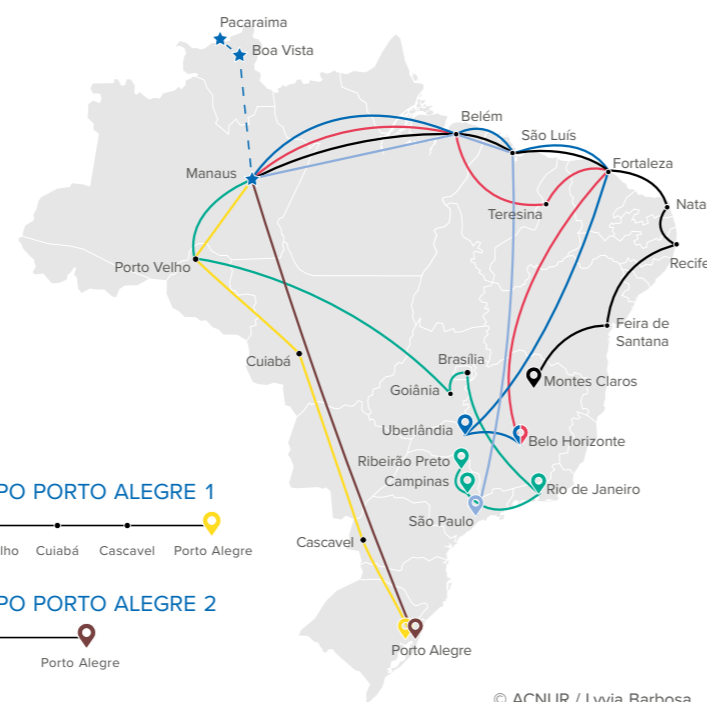 Pacaraima
Boa Vista
Belém
São Luís
Fortaleza
Manaus
Teresina
Nata
Porto Velho
Recife
Feira de
Santana
Cuiabá
Brasília
Goiânia
Montes Claros
Uberlândia
Belo Horizonte
Ribeirão Preto
Campinas
Rio de Janeiro
São Paulo
PO PORTO ALEGRE 1
lho Cuiabá Cascavel Porto Alegre
Cascavel
PO PORTO ALEGRE 2
Porto Alegre
Porto Alegre
© ACNUR / Lyvia Barbosa